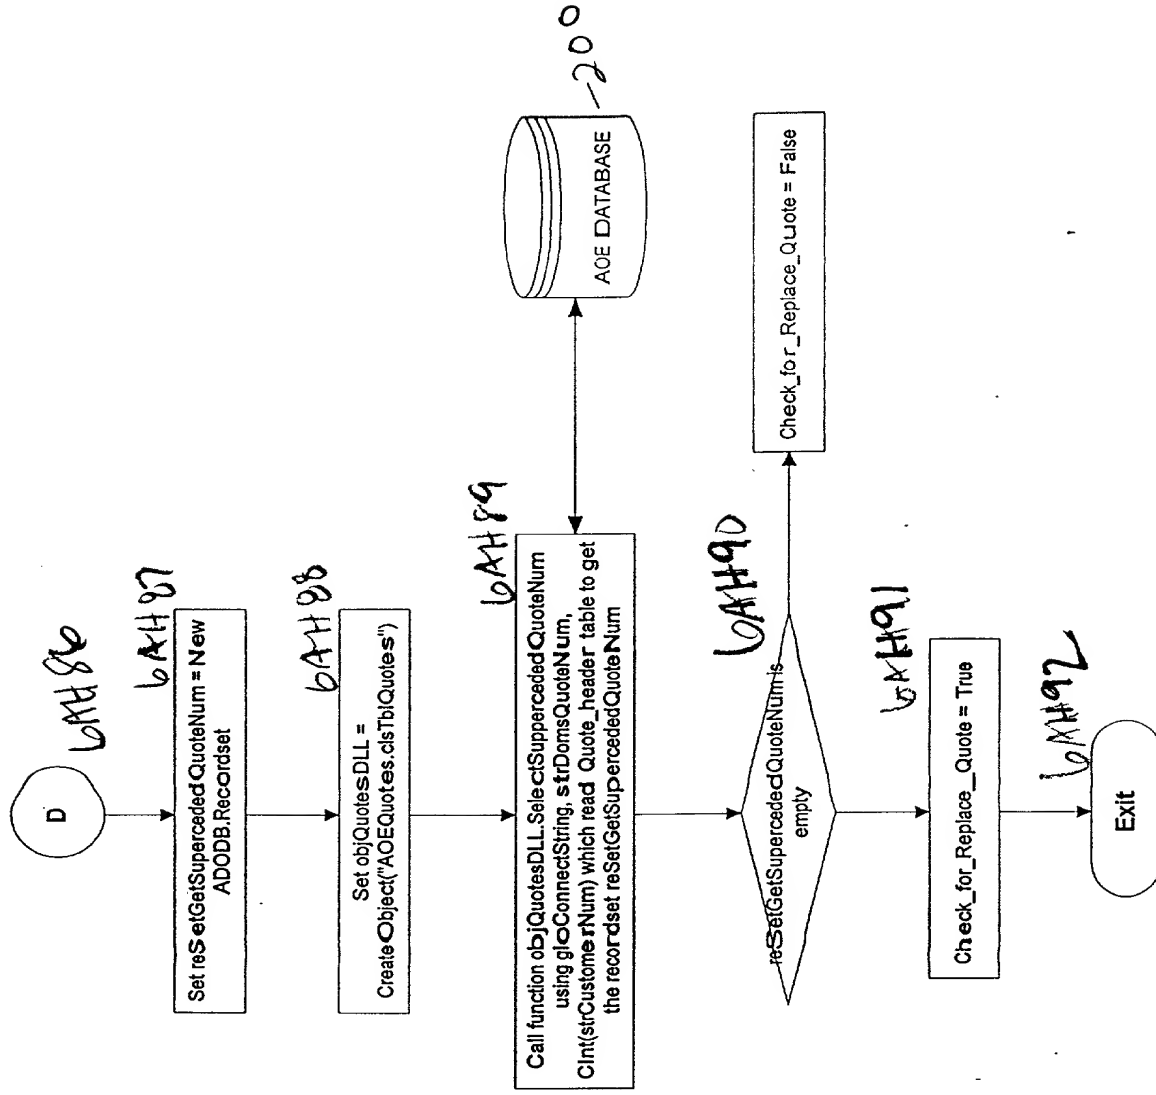 D
6AH86
6AH87
Set reSetGetSupercededQuoteNum = New
ADODB.Recordset
6AH88
Set objQuotesDLL =
CreateObject("AOEQuotes.clsTblQuotes")
6AH89
Call function objQuotesDLL.SelectSuppercededQuoteNum
using gloConnectString, strDomsQuoteNum,
CInt(strCustomerNum) which read Quote_header table to get
the recordset reSetGetSupercededQuoteNum
AOE DATABASE
200
6AH90
reSetGetSupercededQuoteNum is
empty
Check_for_Replace_Quote = False
6AH91
Check_for_Replace_Quote = True
6AH92
Exit